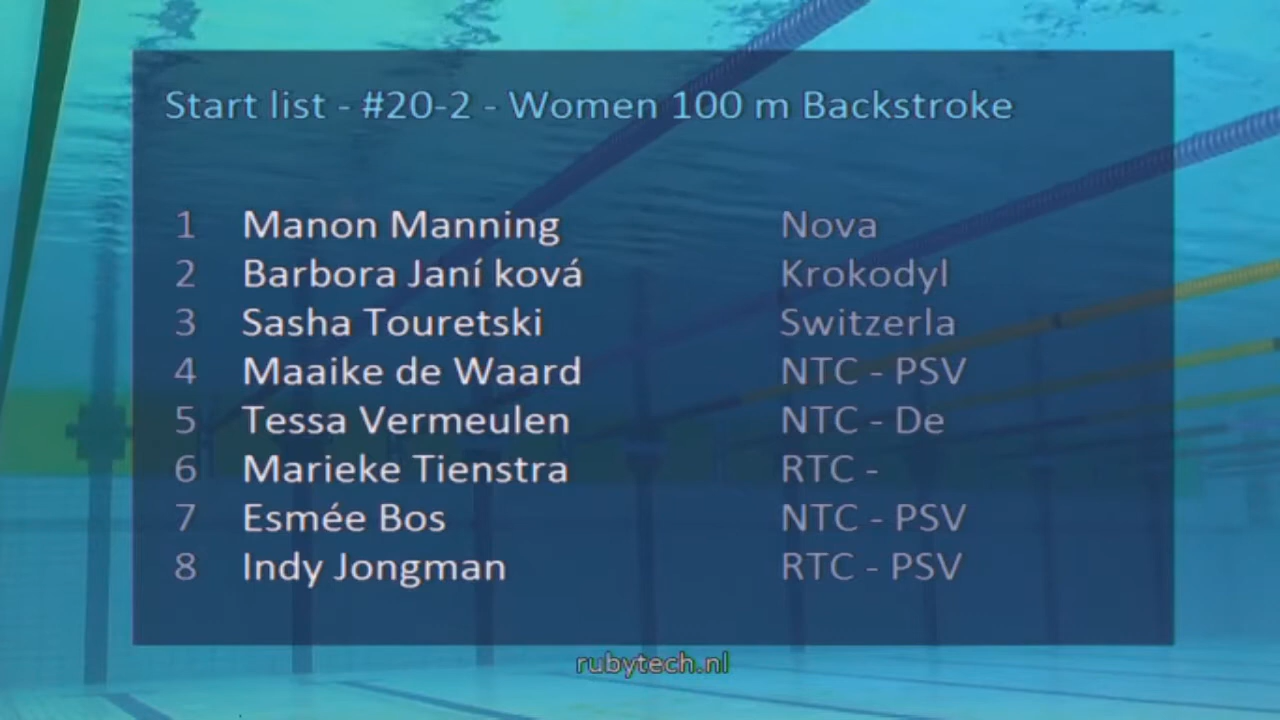 Start list - #20-2 - Women 100 m Backstroke
1 Manon Manning Nova
2 Barbora Janí ková Krokodyl
3 Sasha Touretski Switzerla
4 Maaike de Waard NTC - PSV
5 Tessa Vermeulen NTC - De
6 Marieke Tienstra RTC -
7 Esmée Bos NTC - PSV
8 Indy Jongman RTC - PSV
rubytech.nl